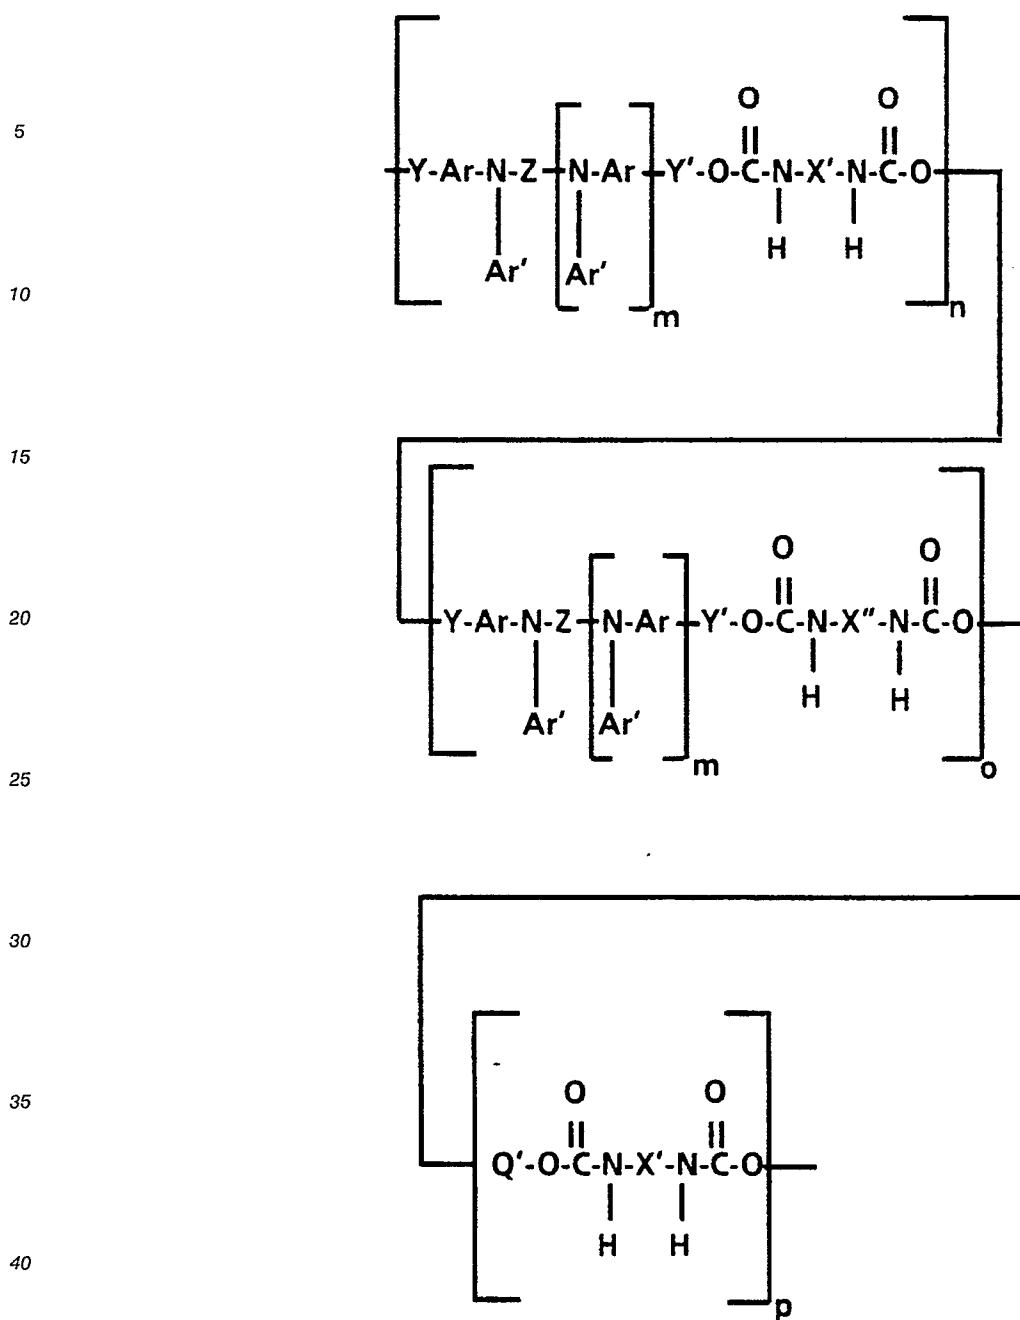 O O
5
Y-Ar-N-Z N-Ar Y'-O-C-N-X'-N-C-O
H H
Ar' Ar'
10
m n
15
O O
20
Y-Ar-N-Z N-Ar Y'-O-C-N-X"-N-C-O
H H
Ar' Ar'
m o
25
30
O O
35
Q'-O-C-N-X'-N-C-O
H H
40
p